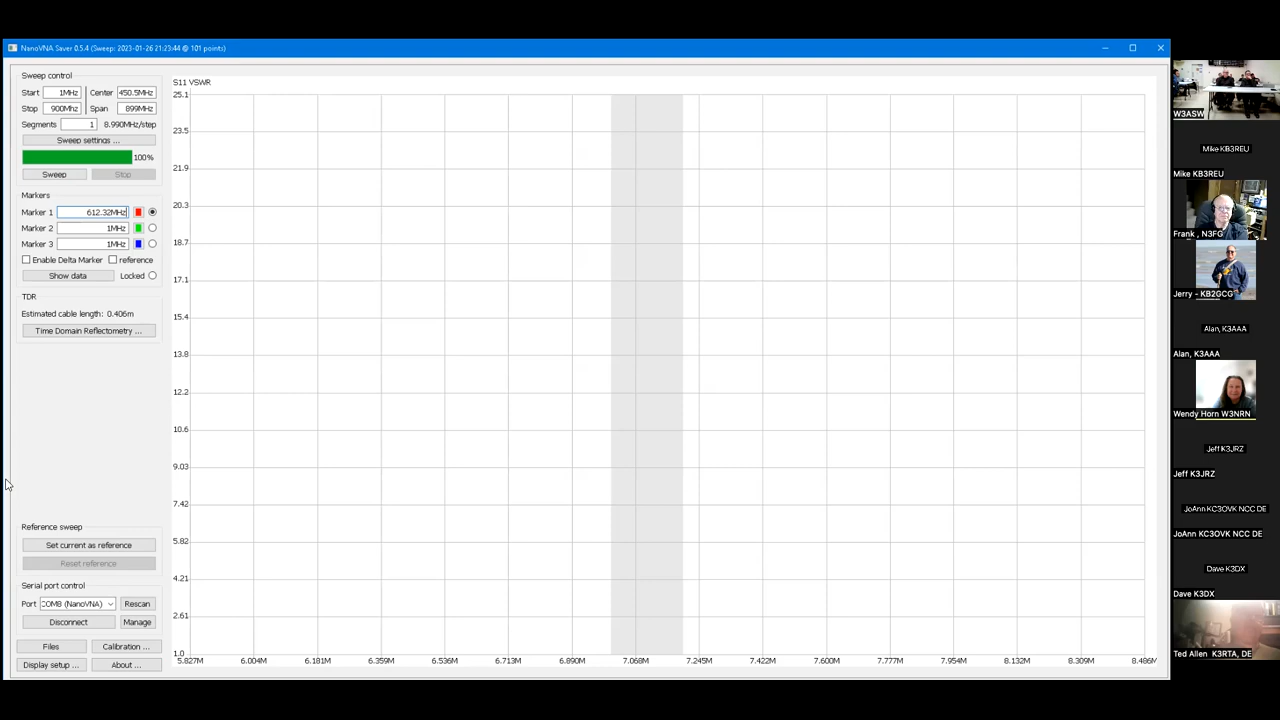 NanoVNA Saver 0.5.4 (Sweep: 2023-01-26 21:23:44 @ 101 points)
Sweep control
Start 1MHz Center 450.5MHz
Stop 900Mhz Span 899MHz
Segments 1 8.990MHz/step
Sweep settings ...
100%
Sweep Stop
Markers
Marker 1 612.32MHz
Marker 2 1MHz
Marker 3 1MHz
Enable Delta Marker reference
Show data Locked
TDR
Estimated cable length: 0.406m
Time Domain Reflectometry ...
Reference sweep
Set current as reference
Reset reference
Serial port control
Port COM8 (NanoVNA) Rescan
Disconnect Manage
Files Calibration ...
Display setup ... About ...
S11 VSWR
25.1
23.5
21.9
20.3
18.7
17.1
15.4
13.8
12.2
10.6
9.03
7.42
5.82
4.21
2.61
1.0
5.827M 6.004M 6.181M 6.359M 6.536M 6.713M 6.890M 7.068M 7.245M 7.422M 7.600M 7.777M 7.954M 8.132M 8.309M 8.486M
W3ASW
Mike KB3REU
Mike KB3REU
Frank , N3FG
Jerry - KB2GCG
Alan, K3AAA
Alan, K3AAA
Wendy Horn W3NRN
Jeff K3JRZ
Jeff K3JRZ
JoAnn KC3OVK NCC DE
JoAnn KC3OVK NCC DE
Dave K3DX
Dave K3DX
Ted Allen K3RTA, DE